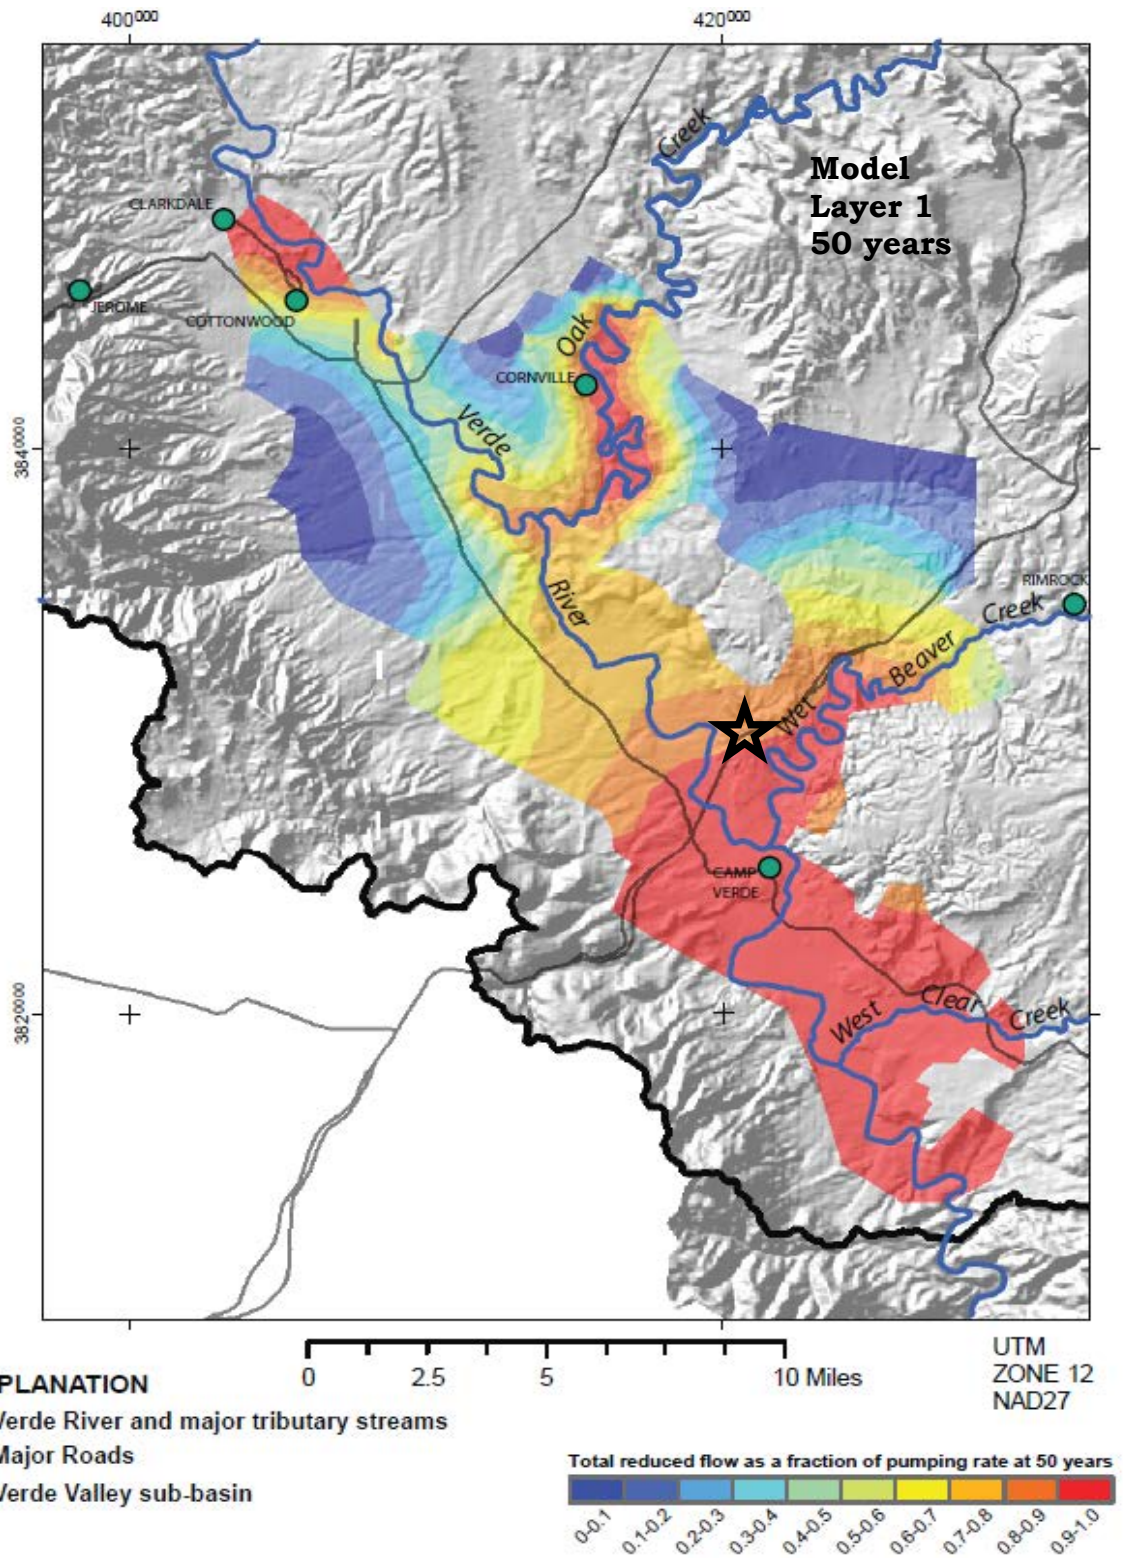 400000
420000
Creek
Model
Layer 1
50 years
CLARKDALE
JEROME
COTTONWOOD
Oak
CORNVILLE
Verde
3840000
River
RIMROCK
Creek
Beaver
Wet
CAMP
VERDE
3820000
West
Clear
Creek
0 2.5 5 10 Miles
UTM
ZONE 12
NAD27
PLANATION
Verde River and major tributary streams
Major Roads
Verde Valley sub-basin
Total reduced flow as a fraction of pumping rate at 50 years
0-0.1 0.1-0.2 0.2-0.3 0.3-0.4 0.4-0.5 0.5-0.6 0.6-0.7 0.7-0.8 0.8-0.9 0.9-1.0